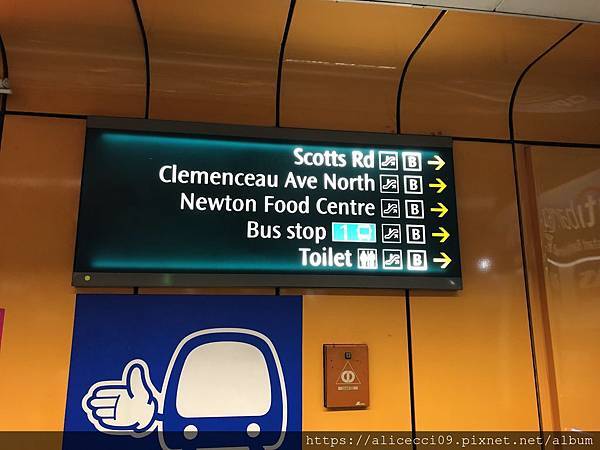 Scotts Rd B
Clemenceau Ave North B
Newton Food Centre B
Bus stop 1 B
Toilet B
https://alicecci09.pixnet.net/album